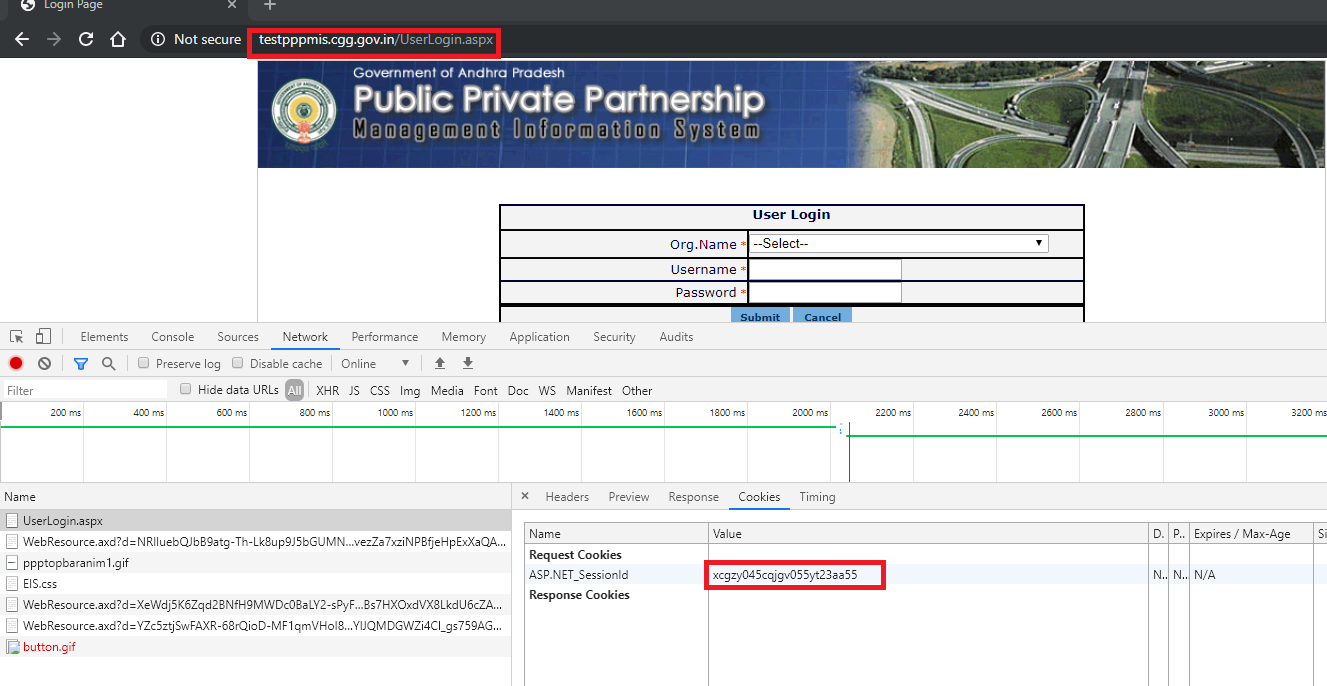 Login Page
Not secure
testpppmis.cgg.gov.in/UserLogin.aspx
Government of Andhra Pradesh
Public Private Partnership
Management Information System
User Login
Org.Name *
--Select--
Username *
Password *
Submit Cancel
Elements Console Sources Network Performance Memory Application Security Audits
Preserve log Disable cache Online
Filter Hide data URLs All XHR JS CSS Img Media Font Doc WS Manifest Other
200 ms 400 ms 600 ms 800 ms 1000 ms 1200 ms 1400 ms 1600 ms 1800 ms 2000 ms 2200 ms 2400 ms 2600 ms 2800 ms 3000 ms 3200 ms
Name
UserLogin.aspx
WebResource.axd?d=NRlIuebQJbB9atg-Th-Lk8up9J5bGUMN...vezZa7xziNPBfjeHpExXaQA...
ppptopbaranim1.gif
EIS.css
WebResource.axd?d=XeWdj5K6Zqd2BNfH9MWDc0BaLY2-sPyF...Bs7HXOxdVX8LkdU6cZA...
WebResource.axd?d=YZc5ztjSwFAXR-68rQioD-MF1qmVHoI8...YlJQMDGWZi4CI_gs759AG...
button.gif
Headers Preview Response Cookies Timing
Name Value D. P.. Expires / Max-Age Si
Request Cookies
ASP.NET_SessionId xcgzy045cqjgv055yt23aa55 N.. N.. N/A
Response Cookies